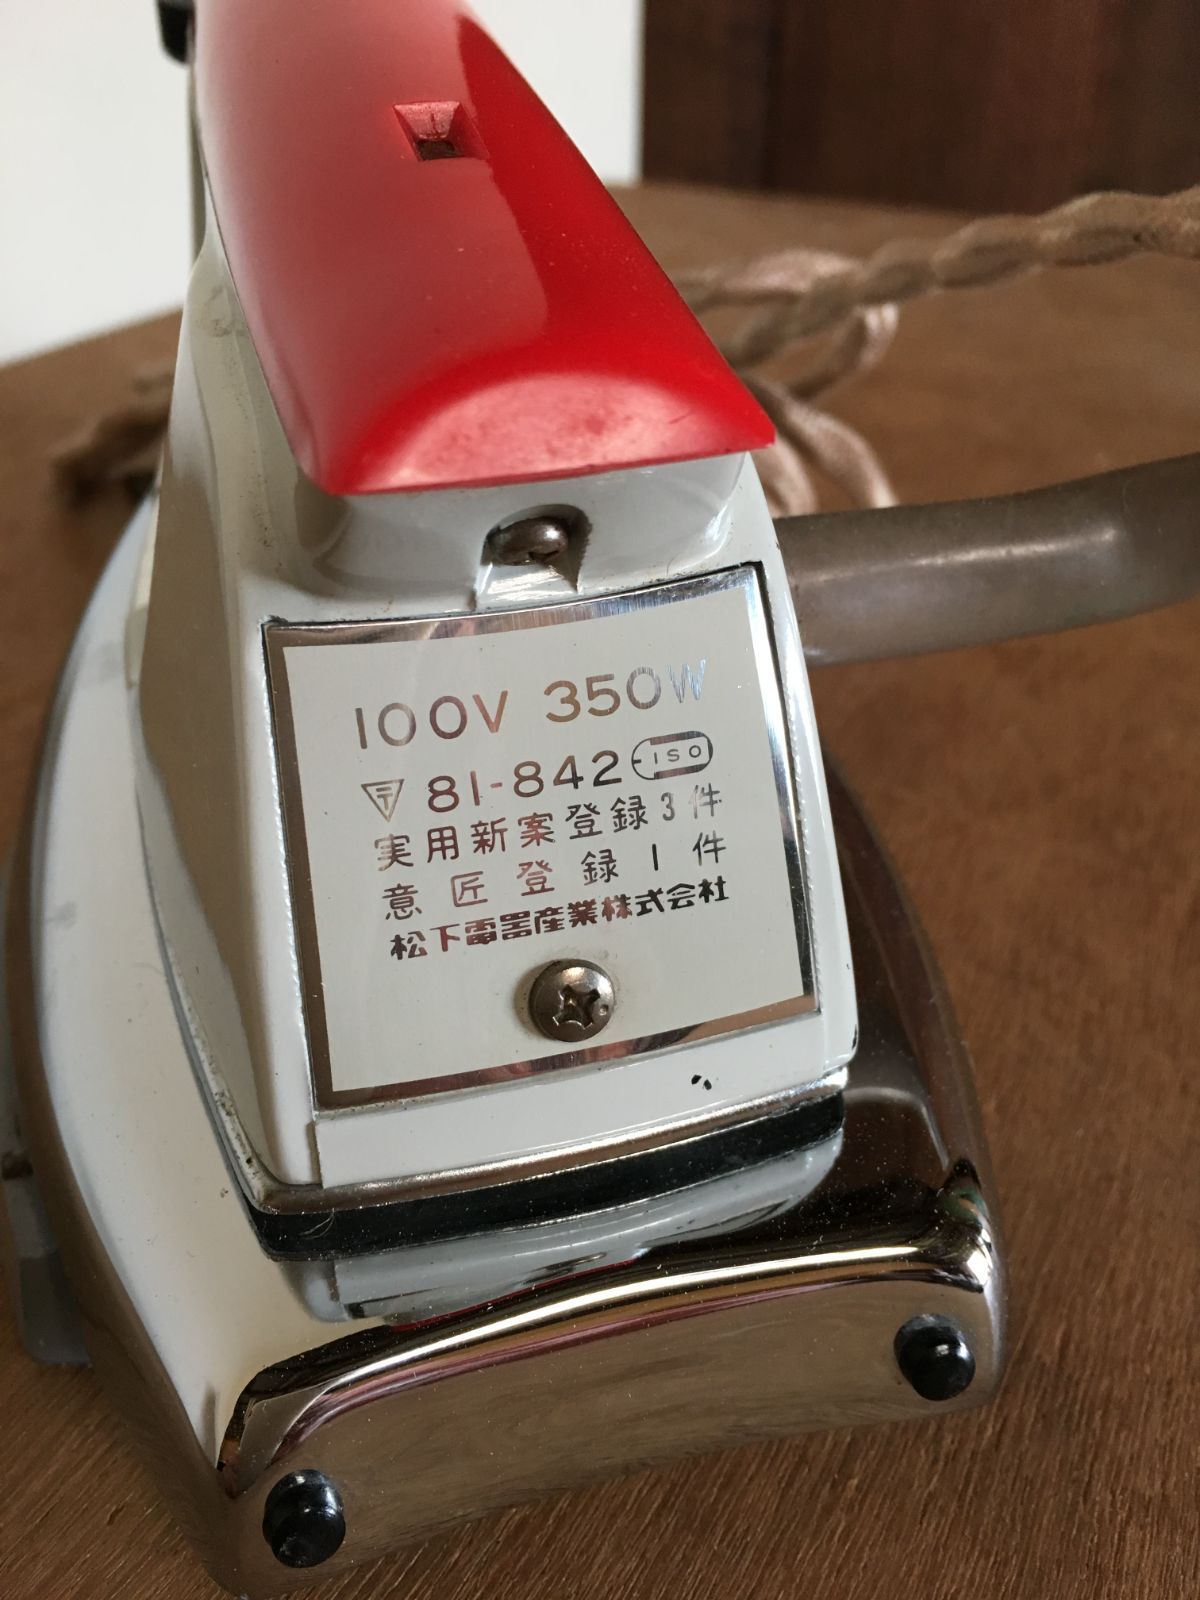 100V 350W
〒 81-842 ISO
実用新案登録3件
意匠登録1件
松下電器産業株式会社